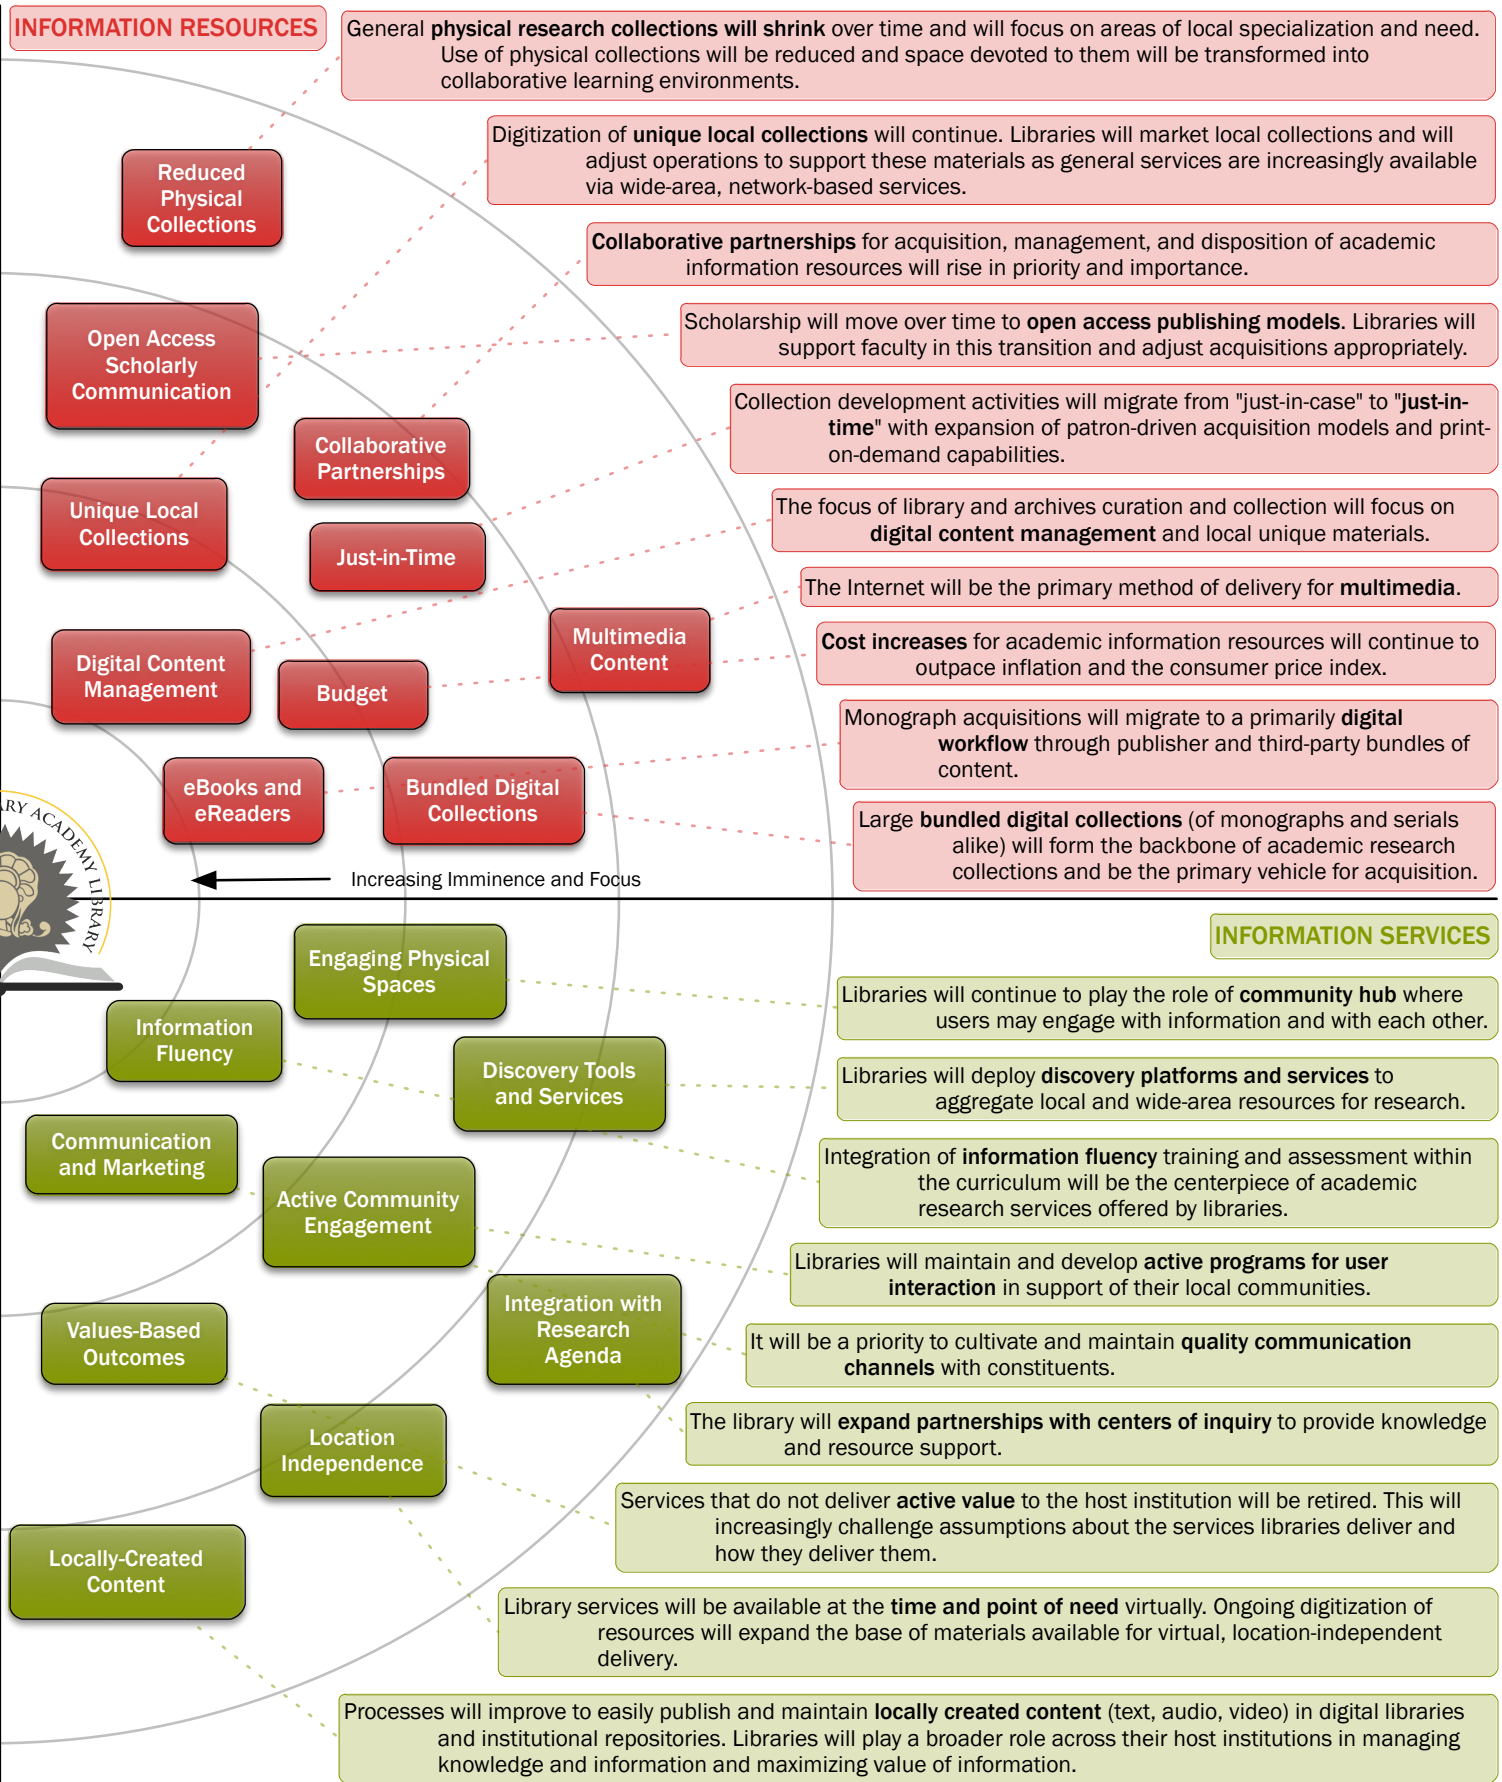 INFORMATION RESOURCES
General physical research collections will shrink over time and will focus on areas of local specialization and need.
Use of physical collections will be reduced and space devoted to them will be transformed into
collaborative learning environments.
Digitization of unique local collections will continue. Libraries will market local collections and will
adjust operations to support these materials as general services are increasingly available
via wide-area, network-based services.
Reduced
Physical
Collections
Collaborative partnerships for acquisition, management, and disposition of academic
information resources will rise in priority and importance.
Scholarship will move over time to open access publishing models. Libraries will
support faculty in this transition and adjust acquisitions appropriately.
Open Access
Scholarly
Communication
Collection development activities will migrate from "just-in-case" to "just-in-
time" with expansion of patron-driven acquisition models and print-
on-demand capabilities.
Collaborative
Partnerships
Unique Local
Collections
The focus of library and archives curation and collection will focus on
digital content management and local unique materials.
Just-in-Time
The Internet will be the primary method of delivery for multimedia.
Multimedia
Content
Cost increases for academic information resources will continue to
outpace inflation and the consumer price index.
Digital Content
Management
Budget
Monograph acquisitions will migrate to a primarily digital
workflow through publisher and third-party bundles of
content.
eBooks and
eReaders
Bundled Digital
Collections
Large bundled digital collections (of monographs and serials
alike) will form the backbone of academic research
collections and be the primary vehicle for acquisition.
ARY ACADEMY LIBRARY
Increasing Imminence and Focus
INFORMATION SERVICES
Engaging Physical
Spaces
Libraries will continue to play the role of community hub where
users may engage with information and with each other.
Information
Fluency
Discovery Tools
and Services
Libraries will deploy discovery platforms and services to
aggregate local and wide-area resources for research.
Communication
and Marketing
Integration of information fluency training and assessment within
the curriculum will be the centerpiece of academic
research services offered by libraries.
Active Community
Engagement
Libraries will maintain and develop active programs for user
interaction in support of their local communities.
Integration with
Research
Agenda
Values-Based
Outcomes
It will be a priority to cultivate and maintain quality communication
channels with constituents.
The library will expand partnerships with centers of inquiry to provide knowledge
and resource support.
Location
Independence
Services that do not deliver active value to the host institution will be retired. This will
increasingly challenge assumptions about the services libraries deliver and
how they deliver them.
Locally-Created
Content
Library services will be available at the time and point of need virtually. Ongoing digitization of
resources will expand the base of materials available for virtual, location-independent
delivery.
Processes will improve to easily publish and maintain locally created content (text, audio, video) in digital libraries
and institutional repositories. Libraries will play a broader role across their host institutions in managing
knowledge and information and maximizing value of information.